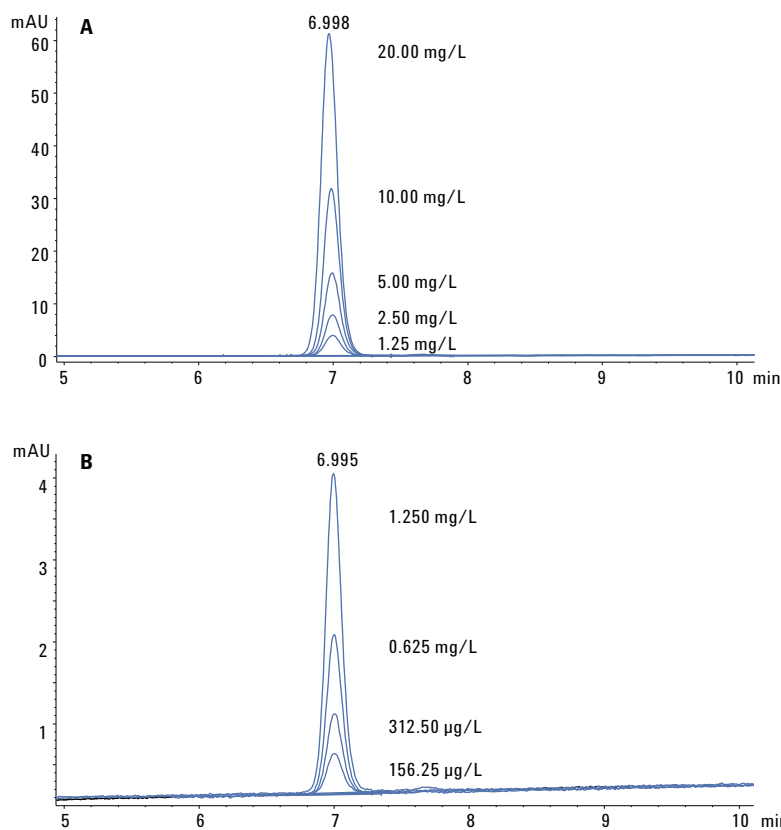 mAU
A
6.998
60
20.00 mg/L
50
40
30
10.00 mg/L
20
5.00 mg/L
10
2.50 mg/L
1.25 mg/L
0
5 6 7 8 9 10 min
mAU
B
6.995
4
1.250 mg/L
3
2
0.625 mg/L
1
312.50 µg/L
156.25 µg/L
5 6 7 8 9 10 min